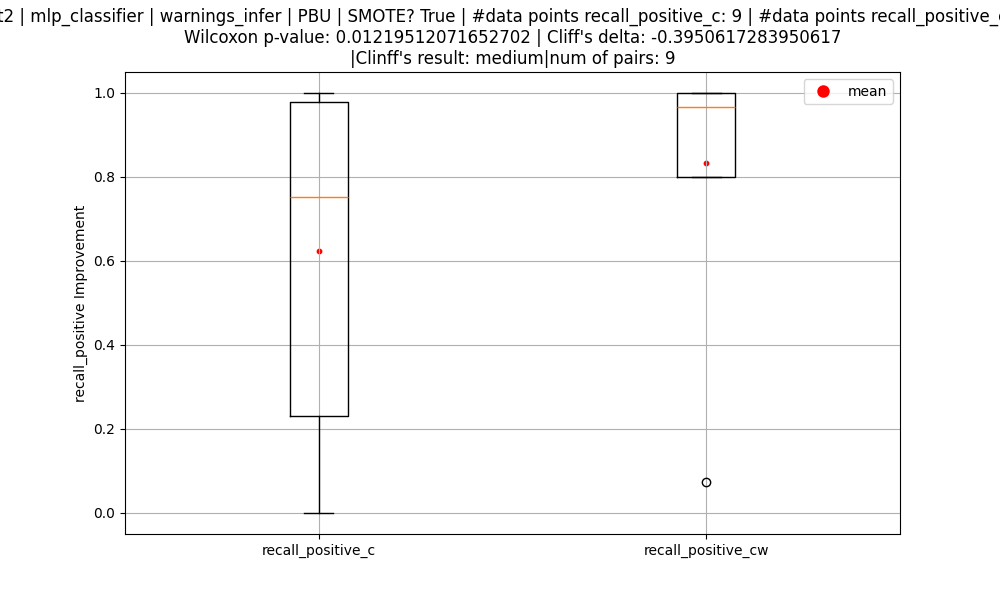 t2 | mlp_classifier | warnings_infer | PBU | SMOTE? True | #data points recall_positive_c: 9 | #data points recall_positive_c
Wilcoxon p-value: 0.01219512071652702 | Cliff's delta: -0.3950617283950617
|Clinff's result: medium|num of pairs: 9
mean
1.0
0.8
0.6
0.4
0.2
0.0
recall_positive Improvement
recall_positive_c
recall_positive_cw